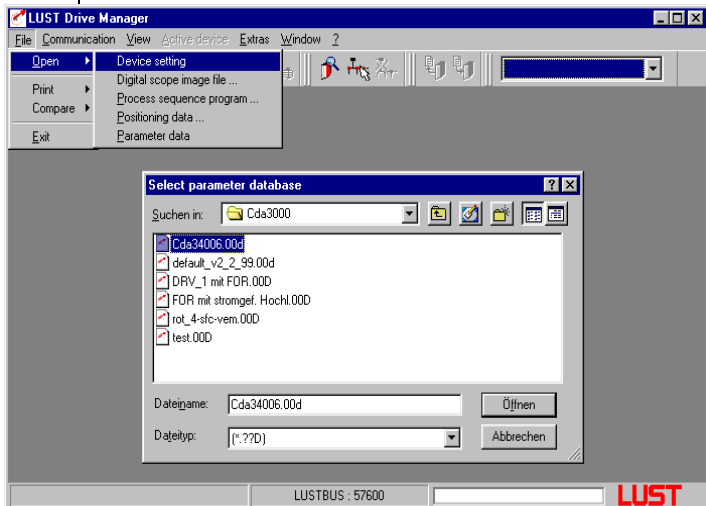 LUST Drive Manager
File Communication View Active device Extras Window ?
Open Device setting
Digital scope image file ...
Print Process sequence program ...
Compare Positioning data ...
Exit Parameter data
Select parameter database
Suchen in: Cda3000
Cda34006.00d
default_v2_2_99.00d
DRV_1 mit FOR.00D
FOR mit stromgef. Hochl.00D
rot_4-sfc-vem.00D
test.00D
Dateiname: Cda34006.00d Öffnen
Dateityp: (*.??D) Abbrechen
LUSTBUS : 57600 LUST